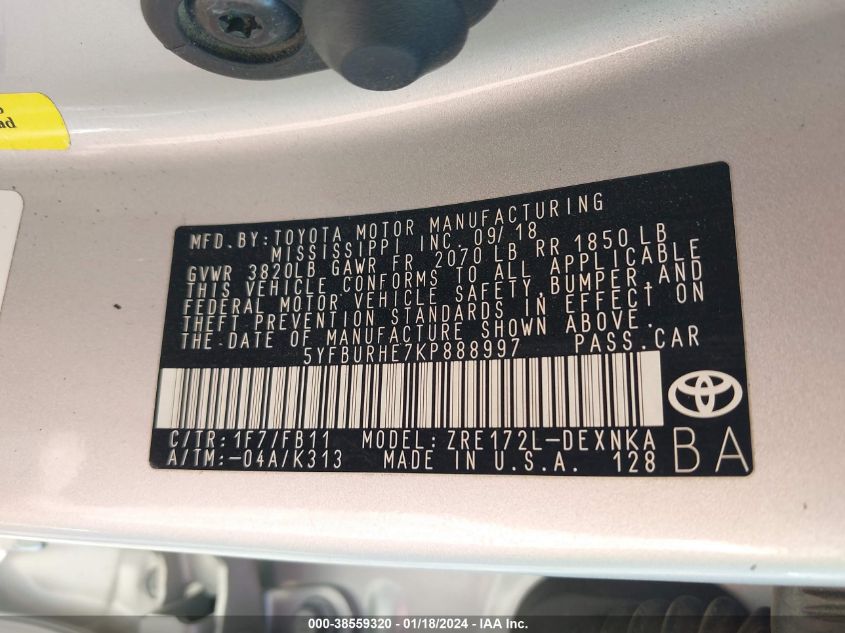 ad
MFD. BY: TOYOTA MOTOR MANUFACTURING
MISSISSIPPI INC. 09/18
GVWR 3820LB GAWR FR 2070 LB RR 1850 LB
THIS VEHICLE CONFORMS TO ALL APPLICABLE
FEDERAL MOTOR VEHICLE SAFETY, BUMPER, AND
THEFT PREVENTION STANDARDS IN EFFECT ON
THE DATE OF MANUFACTURE SHOWN ABOVE.
5YFBURHE7KP888997 PASS. CAR
C/TR: 1F7/FB11 MODEL: ZRE172L-DEXNKA
A/TM:-04A/K313 MADE IN U.S.A. 128 BA
000-38559320 - 01/18/2024 - IAA Inc.